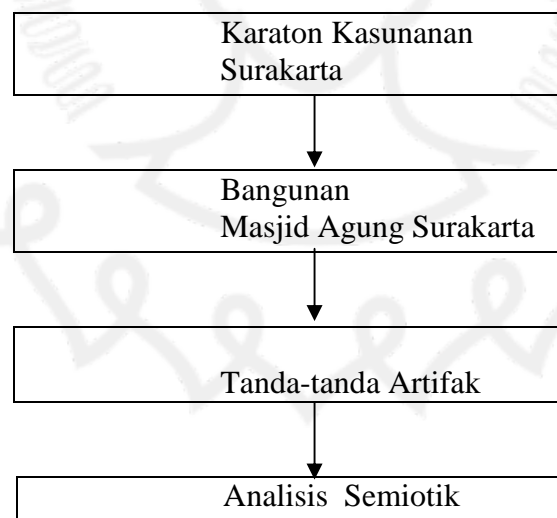 Karaton Kasunanan
Surakarta
Bangunan
Masjid Agung Surakarta
Tanda-tanda Artifak
Analisis Semiotik